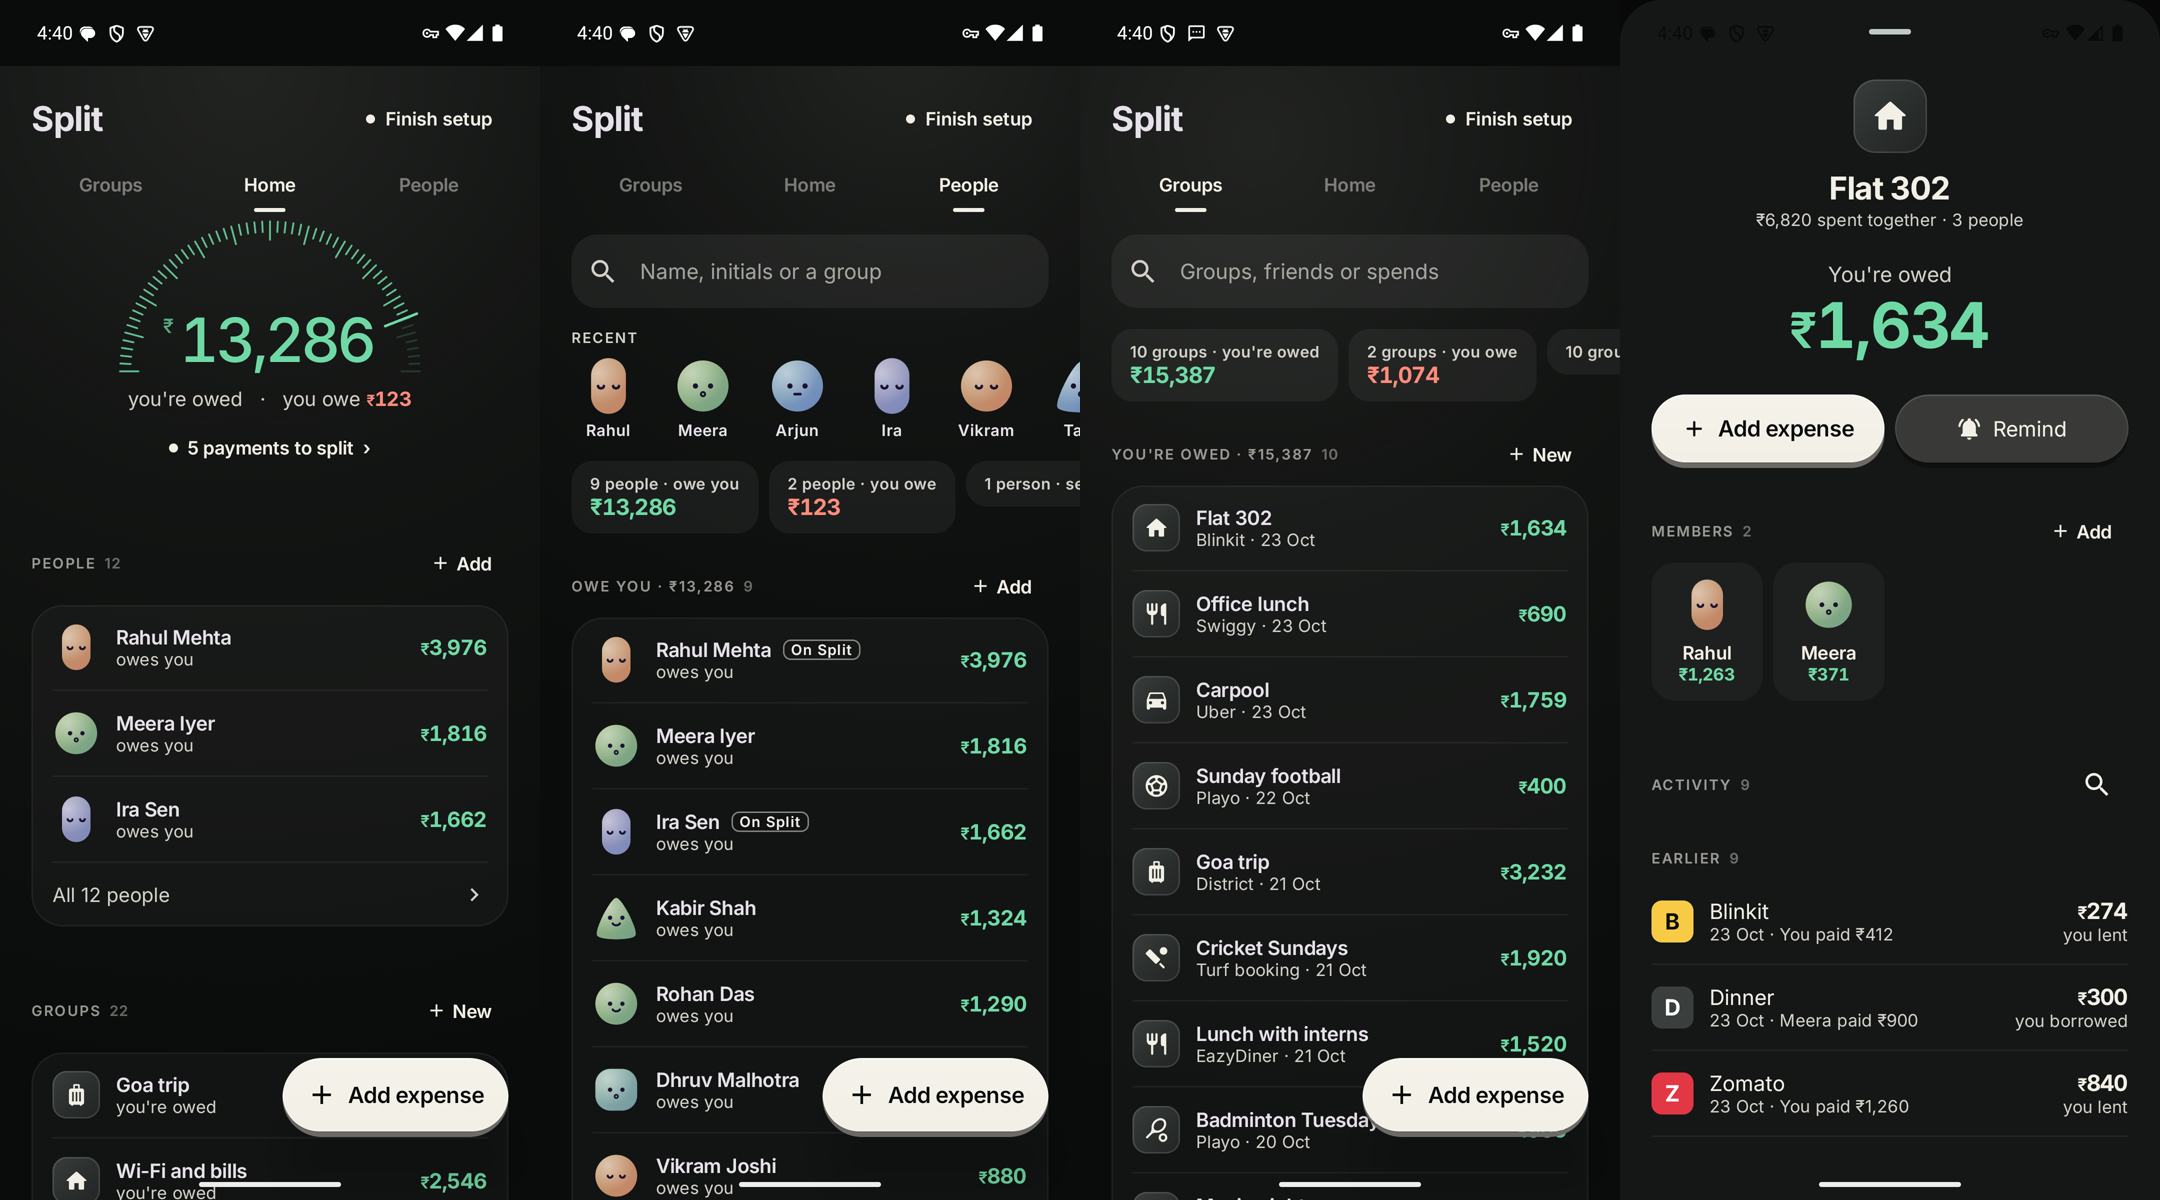 4:40
Split
Finish setup
Groups
Home
People
₹13,286
you're owed · you owe ₹123
5 payments to split ›
PEOPLE 12
+ Add
Rahul Mehta
owes you
₹3,976
Meera Iyer
owes you
₹1,816
Ira Sen
owes you
₹1,662
All 12 people
GROUPS 22
+ New
Goa trip
you're owed
+ Add expense
Wi-Fi and bills
you're owed
₹2,546
4:40
Split
Finish setup
Groups
Home
People
Name, initials or a group
RECENT
Rahul
Meera
Arjun
Ira
Vikram
Ta
9 people · owe you
₹13,286
2 people · you owe
₹123
1 person · se
OWE YOU · ₹13,286 9
+ Add
Rahul Mehta
On Split
owes you
₹3,976
Meera Iyer
owes you
₹1,816
Ira Sen
On Split
owes you
₹1,662
Kabir Shah
owes you
₹1,324
Rohan Das
owes you
₹1,290
Dhruv Malhotra
owes you
+ Add expense
Vikram Joshi
owes you
₹880
4:40
Split
Finish setup
Groups
Home
People
Groups, friends or spends
10 groups · you're owed
₹15,387
2 groups · you owe
₹1,074
10 grou
YOU'RE OWED · ₹15,387 10
+ New
Flat 302
Blinkit · 23 Oct
₹1,634
Office lunch
Swiggy · 23 Oct
₹690
Carpool
Uber · 23 Oct
₹1,759
Sunday football
Playo · 22 Oct
₹400
Goa trip
District · 21 Oct
₹3,232
Cricket Sundays
Turf booking · 21 Oct
₹1,920
Lunch with interns
EazyDiner · 21 Oct
₹1,520
+ Add expense
Badminton Tuesday
Playo · 20 Oct
4:40
Flat 302
₹6,820 spent together · 3 people
You're owed
₹1,634
+ Add expense
Remind
MEMBERS 2
+ Add
Rahul
₹1,263
Meera
₹371
ACTIVITY 9
EARLIER 9
B
Blinkit
23 Oct · You paid ₹412
₹274
you lent
D
Dinner
23 Oct · Meera paid ₹900
₹300
you borrowed
Z
Zomato
23 Oct · You paid ₹1,260
₹840
you lent